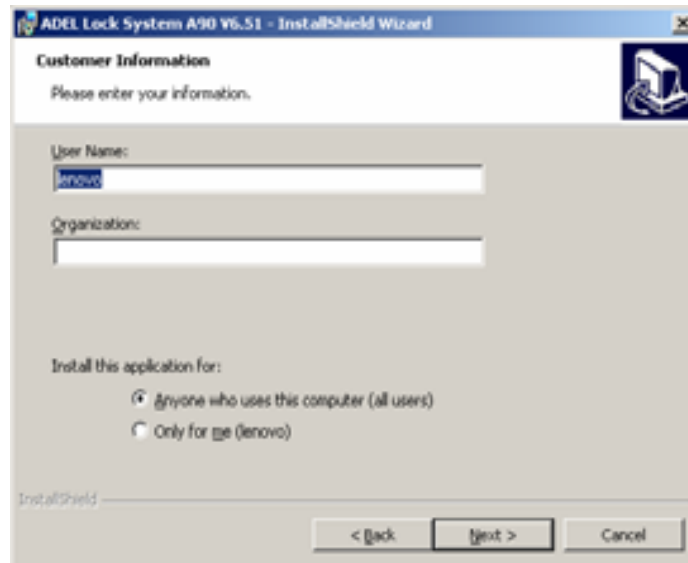 ADEL Lock System A90 V6.51 - InstallShield Wizard
Customer Information
Please enter your information.
User Name:
lenovo
Organization:
Install this application for:
Anyone who uses this computer (all users)
Only for me (lenovo)
InstallShield
< Back Next > Cancel